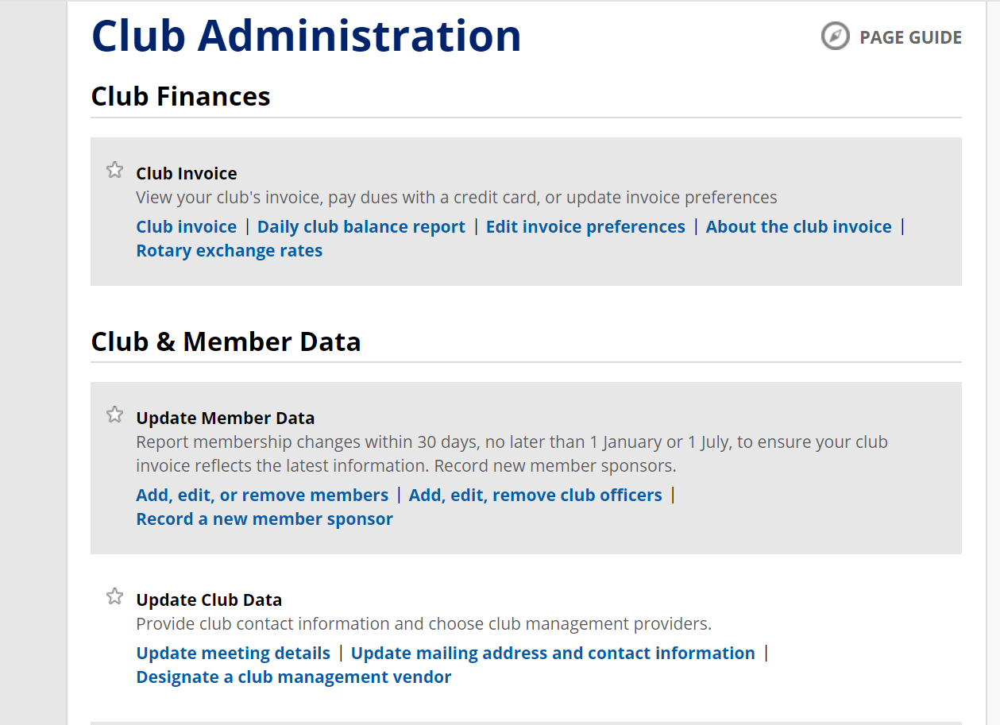 Club Administration
PAGE GUIDE
Club Finances
Club Invoice
View your club's invoice, pay dues with a credit card, or update invoice preferences
Club invoice | Daily club balance report | Edit invoice preferences | About the club invoice |
Rotary exchange rates
Club & Member Data
Update Member Data
Report membership changes within 30 days, no later than 1 January or 1 July, to ensure your club
invoice reflects the latest information. Record new member sponsors.
Add, edit, or remove members | Add, edit, remove club officers |
Record a new member sponsor
Update Club Data
Provide club contact information and choose club management providers.
Update meeting details | Update mailing address and contact information |
Designate a club management vendor